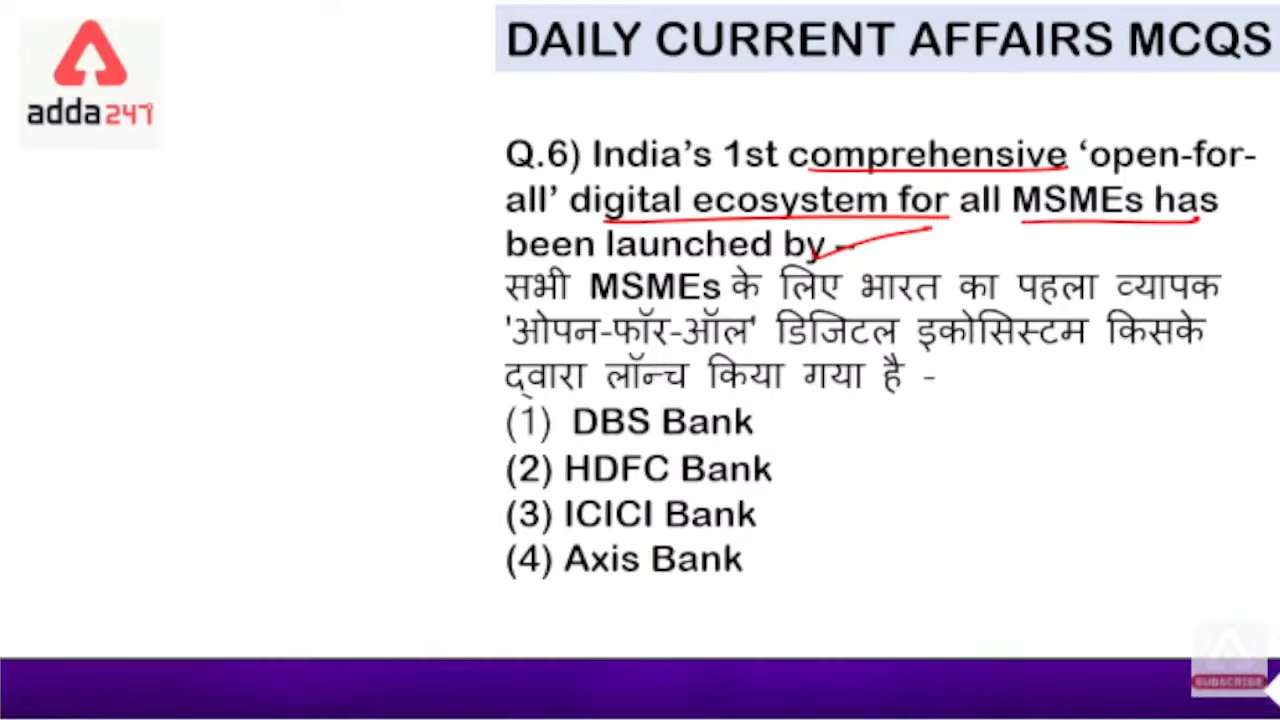 DAILY CURRENT AFFAIRS MCQS
adda247
Q.6) India's 1st comprehensive 'open-for-
all' digital ecosystem for all MSMEs has
been launched by –
सभी MSMEs के लिए भारत का पहला व्यापक
'ओपन-फॉर-ऑल' डिजिटल इकोसिस्टम किसके
द्वारा लॉन्च किया गया है -
(1) DBS Bank
(2) HDFC Bank
(3) ICICI Bank
(4) Axis Bank
SUBSCRIBE